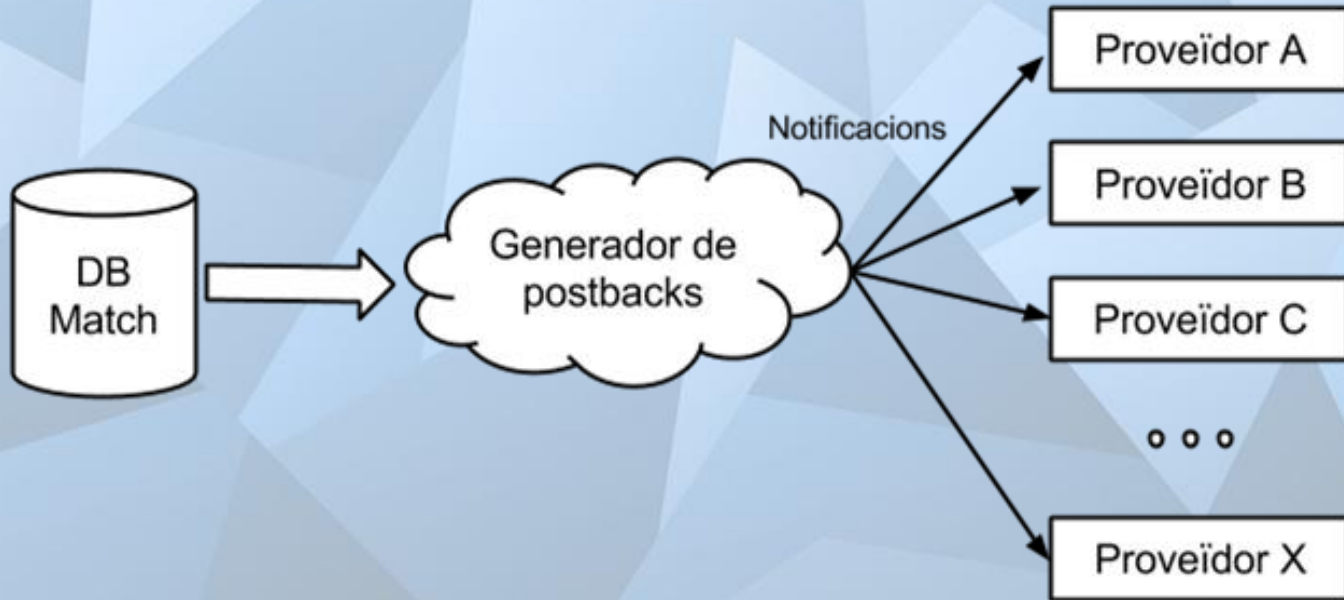 DB
Match
Generador de
postbacks
Notificacions
Proveïdor A
Proveïdor B
Proveïdor C
Proveïdor X